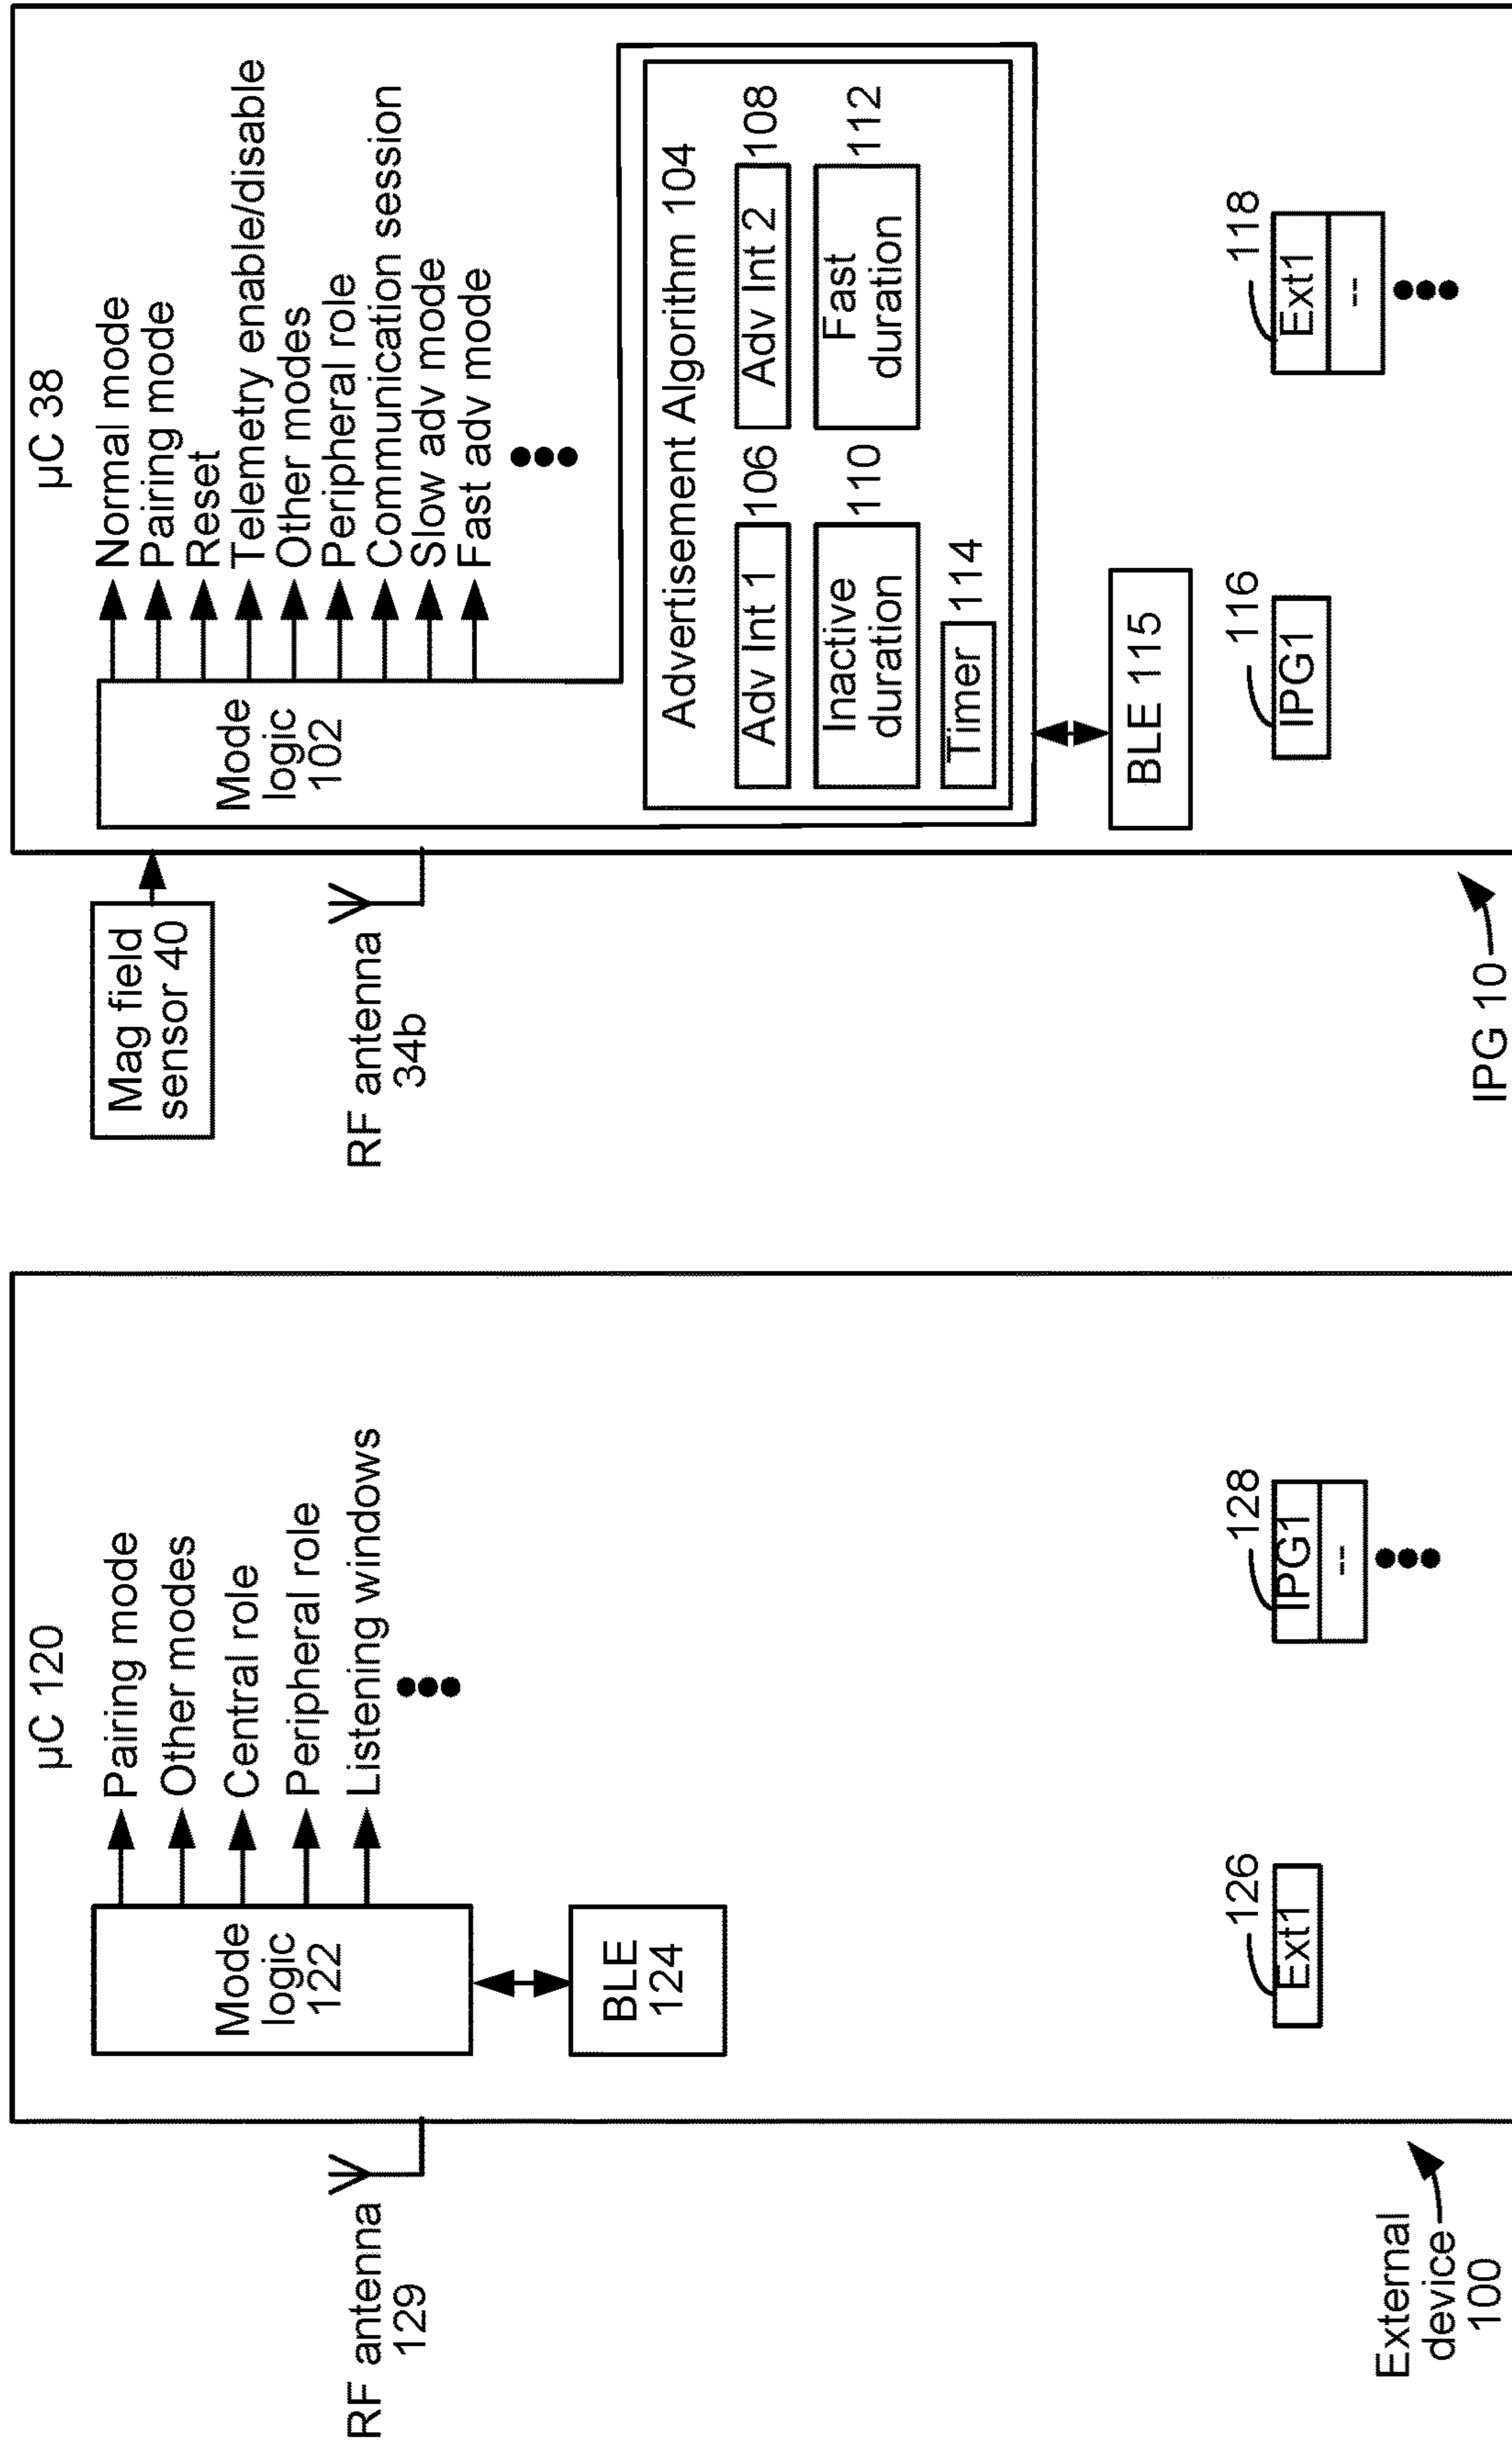 µC 120
Pairing mode
Other modes
Central role
Peripheral role
Listening windows
Mode
logic
122
BLE
124
RF antenna
129
126
Ext1
128
IPG1
--
External
device
100
µC 38
Normal mode
Pairing mode
Reset
Telemetry enable/disable
Other modes
Peripheral role
Communication session
Slow adv mode
Fast adv mode
Mode
logic
102
Mag field
sensor 40
RF antenna
34b
Advertisement Algorithm 104
Adv Int 1 106
Adv Int 2 108
Inactive
duration
110
Fast
duration
112
Timer 114
BLE 115
116
IPG1
118
Ext1
--
IPG 10